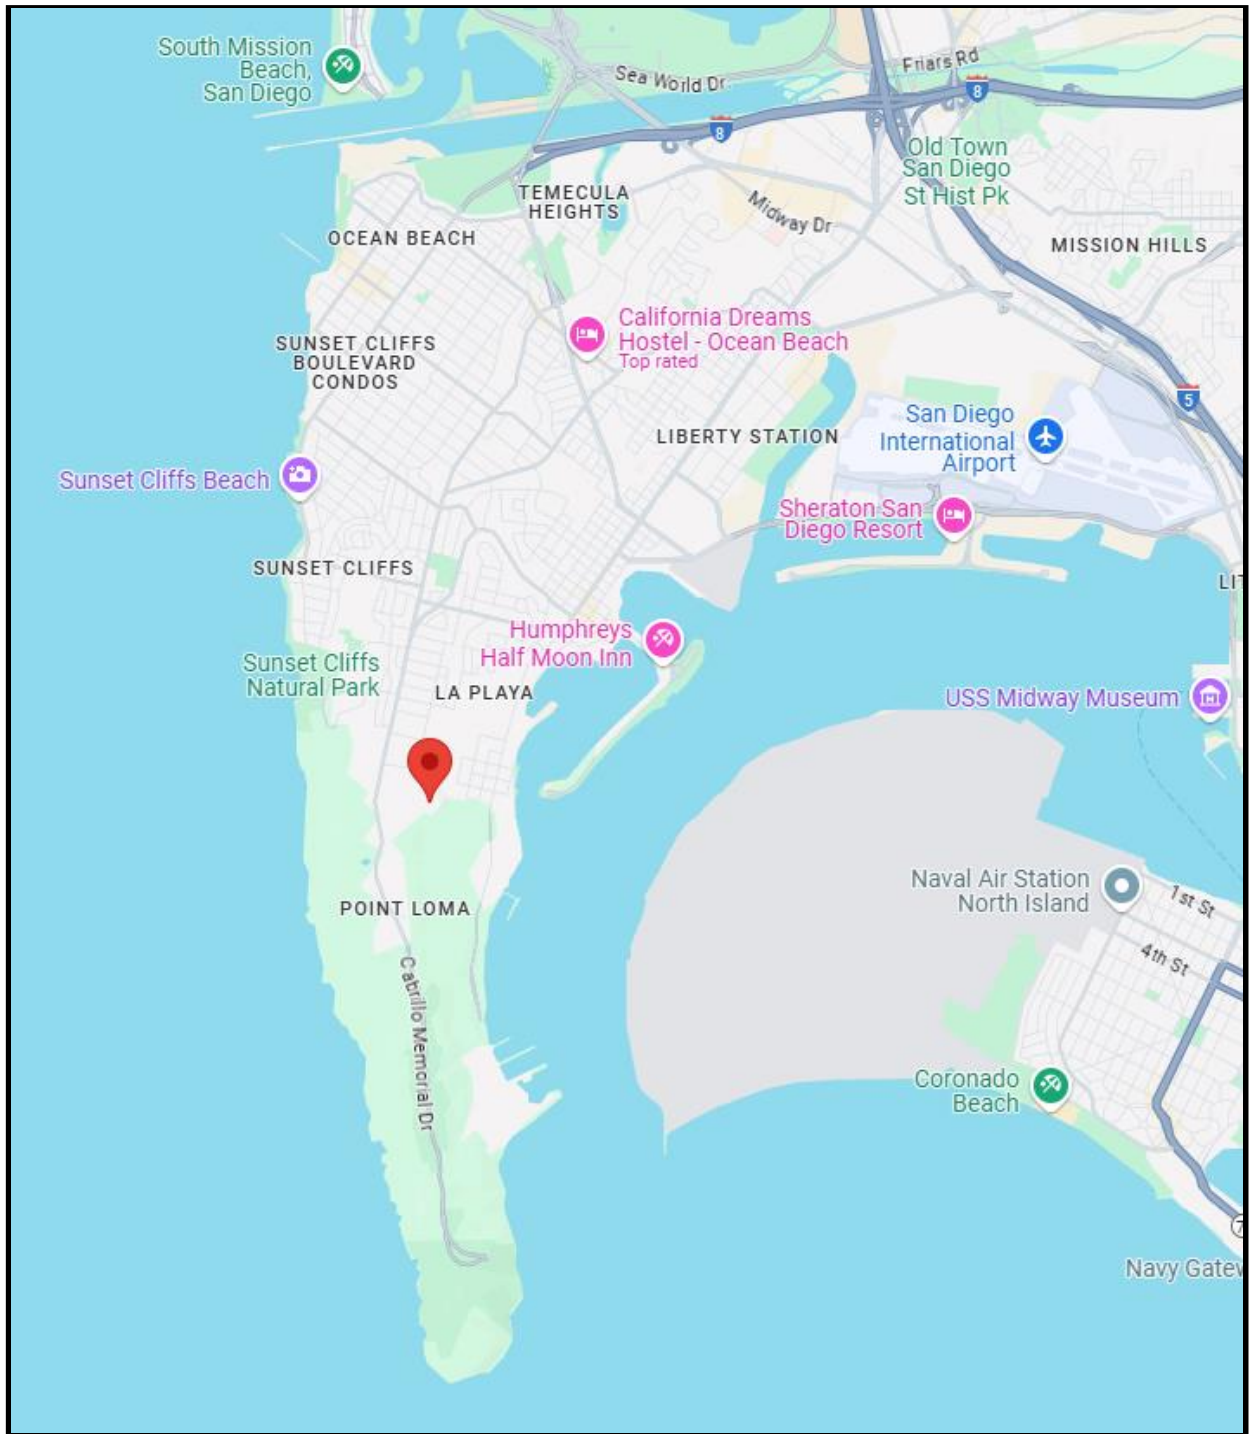 South Mission
Beach,
San Diego
Sea World Dr
Friars Rd
8
8
Old Town
San Diego
St Hist Pk
TEMECULA
HEIGHTS
Midway Dr
OCEAN BEACH
MISSION HILLS
California Dreams
Hostel - Ocean Beach
Top rated
SUNSET CLIFFS
BOULEVARD
CONDOS
5
San Diego
International
Airport
LIBERTY STATION
Sunset Cliffs Beach
Sheraton San
Diego Resort
SUNSET CLIFFS
LIT
Humphreys
Half Moon Inn
Sunset Cliffs
Natural Park
LA PLAYA
USS Midway Museum
Naval Air Station
North Island
1st St
POINT LOMA
4th St
Cabrillo Memorial Dr
Coronado
Beach
7
Navy Gatew